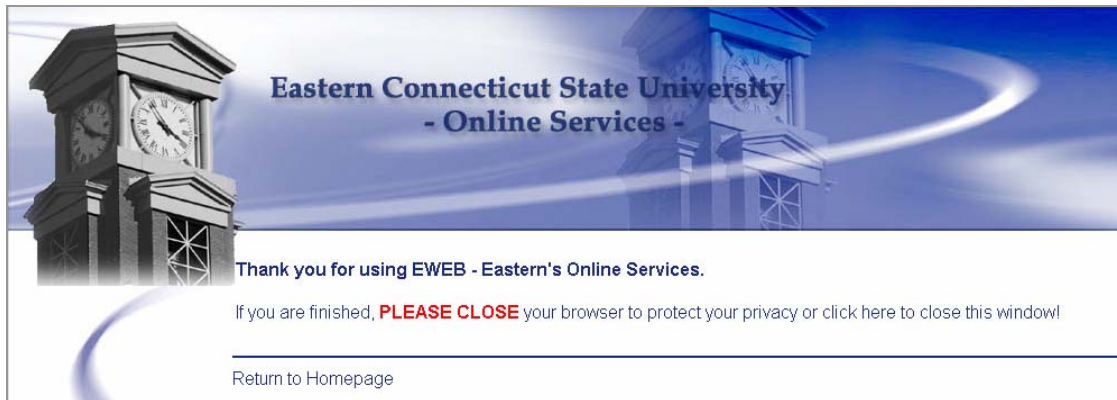 Eastern Connecticut State University
- Online Services -
Thank you for using EWEB - Eastern's Online Services.
If you are finished, PLEASE CLOSE your browser to protect your privacy or click here to close this window!
Return to Homepage